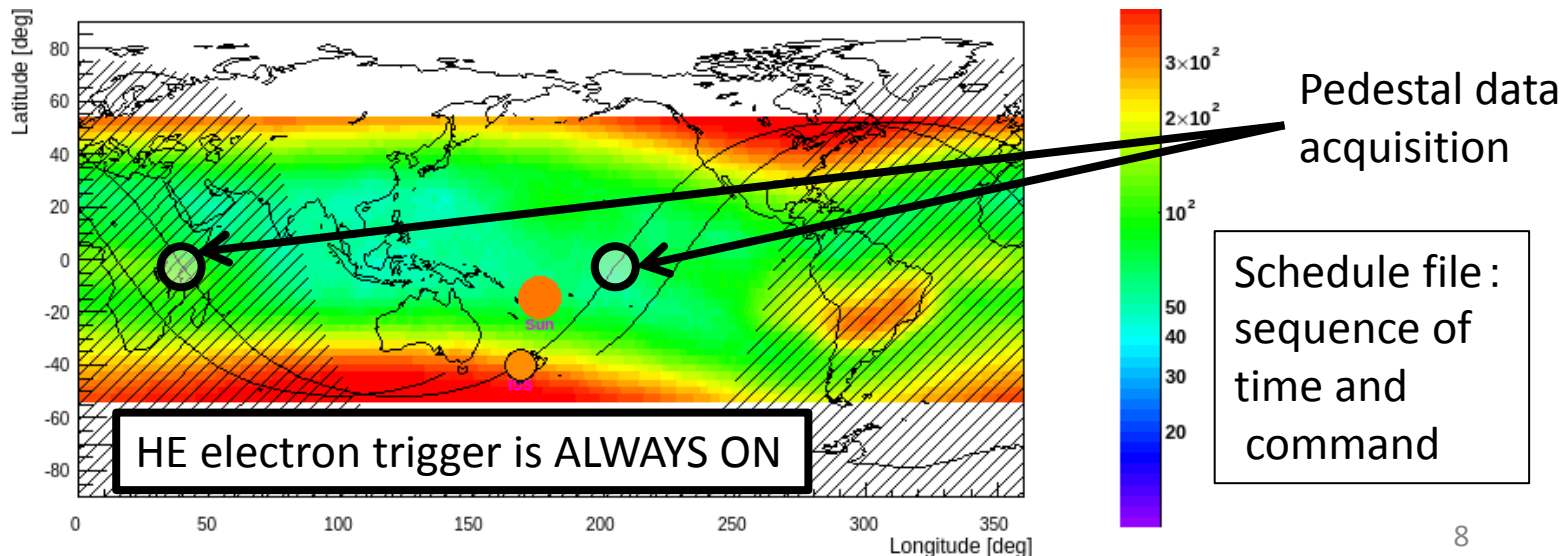 Latitude [deg]
80
60
40
20
0
-20
-40
-60
-80
0
50
100
150
200
250
300
350
Longitude [deg]
Sun
ISS
HE electron trigger is ALWAYS ON
3×10²
2×10²
10²
50
40
30
20
Pedestal data
acquisition
Schedule file :
sequence of
time and
command
8